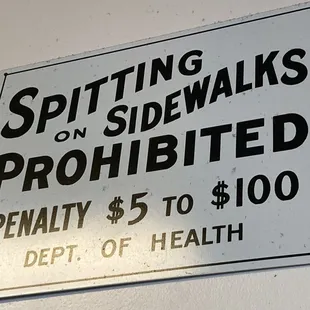 SPITTING
ON SIDEWALKS
PROHIBITED
PENALTY $5 TO $100
DEPT. OF HEALTH